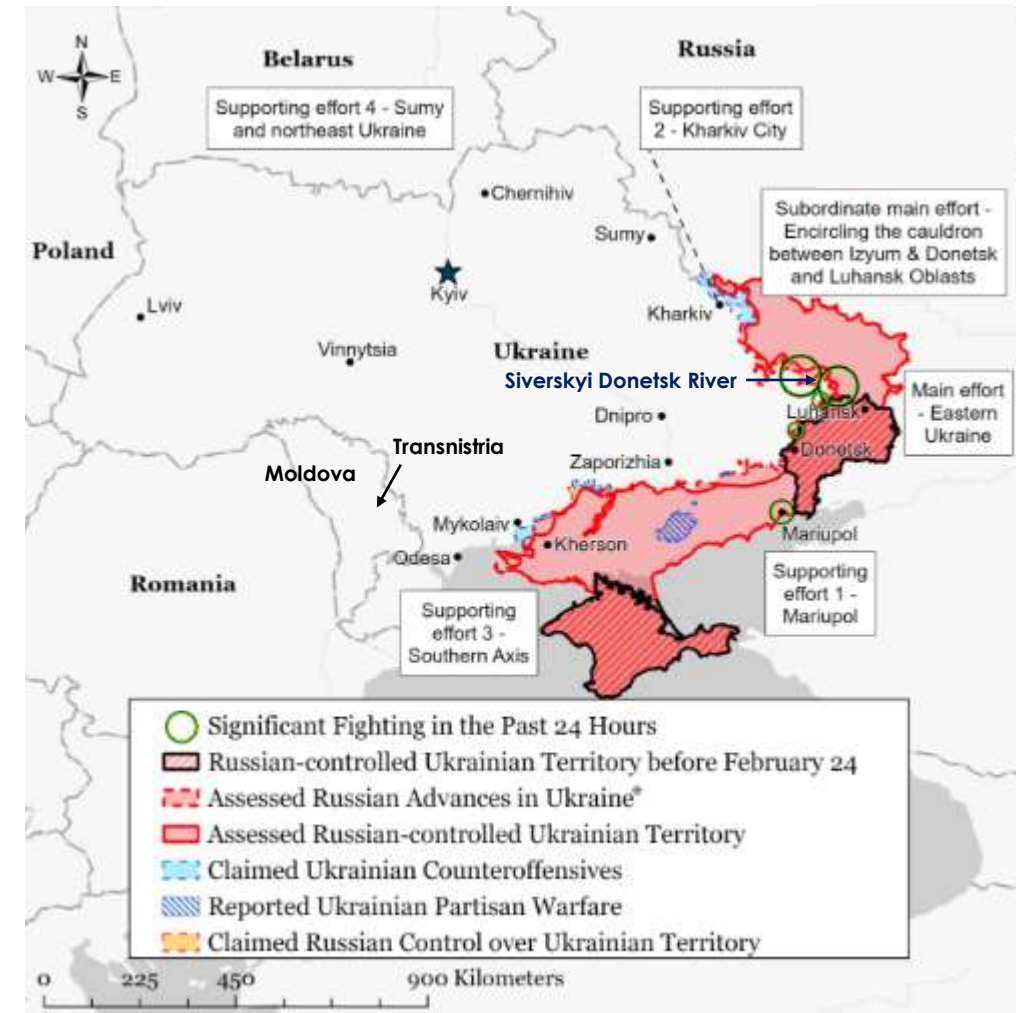 N
W
E
S
Belarus
Russia
Supporting effort 4 - Sumy
and northeast Ukraine
Supporting effort
2 - Kharkiv City
Chernihiv
Subordinate main effort -
Encircling the cauldron
between Izyum & Donetsk
and Luhansk Oblasts
Sumy
Poland
Kyiv
Lviv
Kharkiv
Vinnytsia
Ukraine
Siverskyi Donetsk River
Main effort
- Eastern
Ukraine
Luhansk
Dnipro
Donetsk
Transnistria
Moldova
Zaporizhia
Mykolaiv
Mariupol
Kherson
Odesa
Romania
Supporting
effort 1 -
Mariupol
Supporting
effort 3 -
Southern Axis
Significant Fighting in the Past 24 Hours
Russian-controlled Ukrainian Territory before February 24
Assessed Russian Advances in Ukraine*
Assessed Russian-controlled Ukrainian Territory
Claimed Ukrainian Counteroffensives
Reported Ukrainian Partisan Warfare
Claimed Russian Control over Ukrainian Territory
0 225 450 900 Kilometers